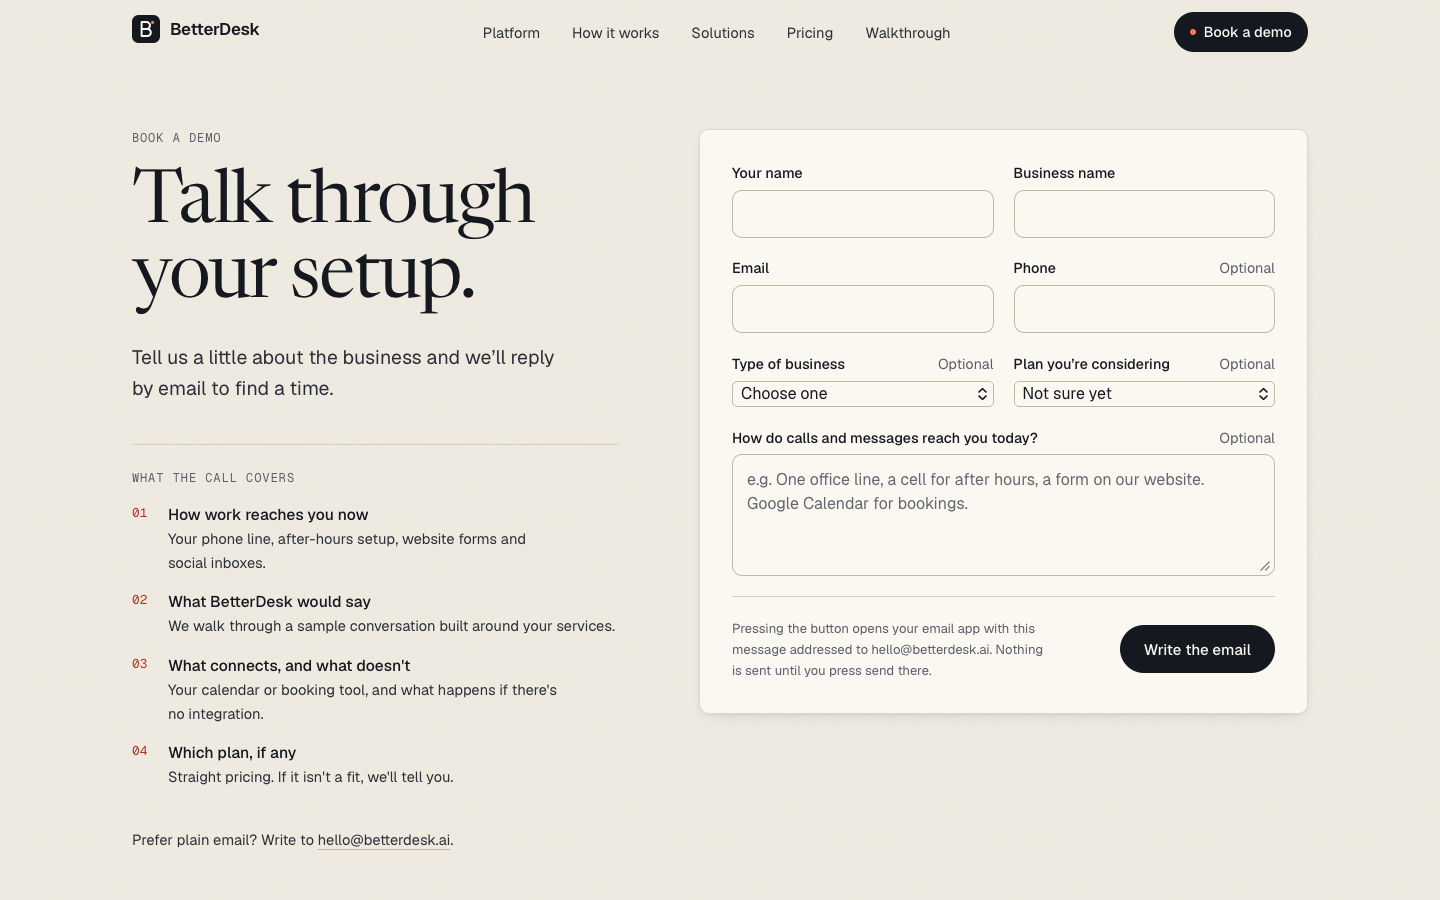 BetterDesk
Platform
How it works
Solutions
Pricing
Walkthrough
Book a demo
BOOK A DEMO
Talk through
your setup.
Tell us a little about the business and we’ll reply
by email to find a time.
WHAT THE CALL COVERS
01
How work reaches you now
Your phone line, after-hours setup, website forms and
social inboxes.
02
What BetterDesk would say
We walk through a sample conversation built around your services.
03
What connects, and what doesn't
Your calendar or booking tool, and what happens if there's
no integration.
04
Which plan, if any
Straight pricing. If it isn't a fit, we'll tell you.
Prefer plain email? Write to hello@betterdesk.ai.
Your name
Business name
Email
Phone
Optional
Type of business
Optional
Choose one
Plan you’re considering
Optional
Not sure yet
How do calls and messages reach you today?
Optional
e.g. One office line, a cell for after hours, a form on our website.
Google Calendar for bookings.
Pressing the button opens your email app with this
message addressed to hello@betterdesk.ai. Nothing
is sent until you press send there.
Write the email